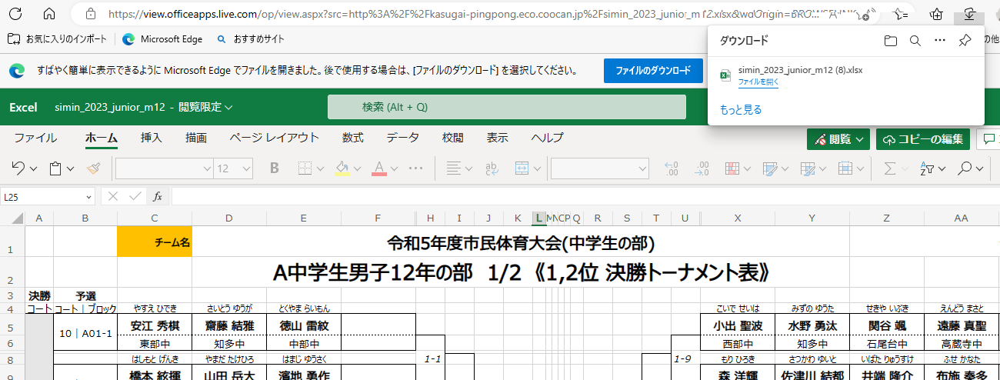 https://view.officeapps.live.com/op/view.aspx?src=http%3A%2F%2Fkasugai-pingpong.eco.coocan.jp%2Fsimin_2023_junior_m12.xlsx&wdOrigin=BROWSELINK
お気に入りのインポート Microsoft Edge おすすめサイト の他
ダウンロード
simin_2023_junior_m12 (8).xlsx
ファイルを開く
もっと見る
すばやく簡単に表示できるように Microsoft Edge でファイルを開きました。後で使用する場合は、[ファイルのダウンロード] を選択してください。 ファイルのダウンロード
Excel simin_2023_junior_m12 - 閲覧限定 検索 (Alt + Q)
ファイル ホーム 挿入 描画 ページ レイアウト 数式 データ 校閲 表示 ヘルプ 閲覧 コピーの編集
12 B A ab
L25 fx
A B C D E F H I J K L M N O P Q R S T U X Y Z AA
1 チーム名 令和5年度市民体育大会(中学生の部)
2 A中学生男子12年の部 1/2 《1,2位 決勝トーナメント表》
3 決勝 予選
4 コート コート | ブロック やすえ ひでき さいとう ゆうが とくやま らいもん こいで せいは みずの ゆうた せきや いぶき えんどう まさと
5 安江 秀棋 齋藤 結雅 徳山 雷紋 小出 聖波 水野 勇汰 関谷 颯 遠藤 真聖
10 | A01-1
6 東部中 知多中 中部中 西部中 知多中 石尾台中 高蔵寺中
8 はしもと げんき やまだ たけひろ はまじ ゆうさく 1-1 1-9 もり ひろき さつかわ ゆいと いばた りゅうすけ ふせ かなた
9 橋本 絃揮 山田 岳大 濱地 勇作 森 洋輝 佐津川 結都 井端 隆介 布施 奏多